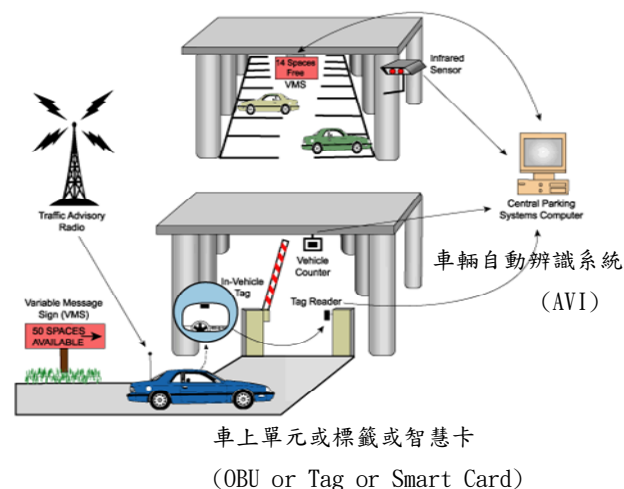 14 Spaces
Free
VMS
Infrared
Sensor
Traffic Advisory
Radio
Central Parking
Systems Computer
Vehicle
Counter
車輛自動辨識系統
(AVI)
In-Vehicle
Tag
Tag Reader
Variable Message
Sign (VMS)
50 SPACES
AVAILABLE
車上單元或標籤或智慧卡
(OBU or Tag or Smart Card)